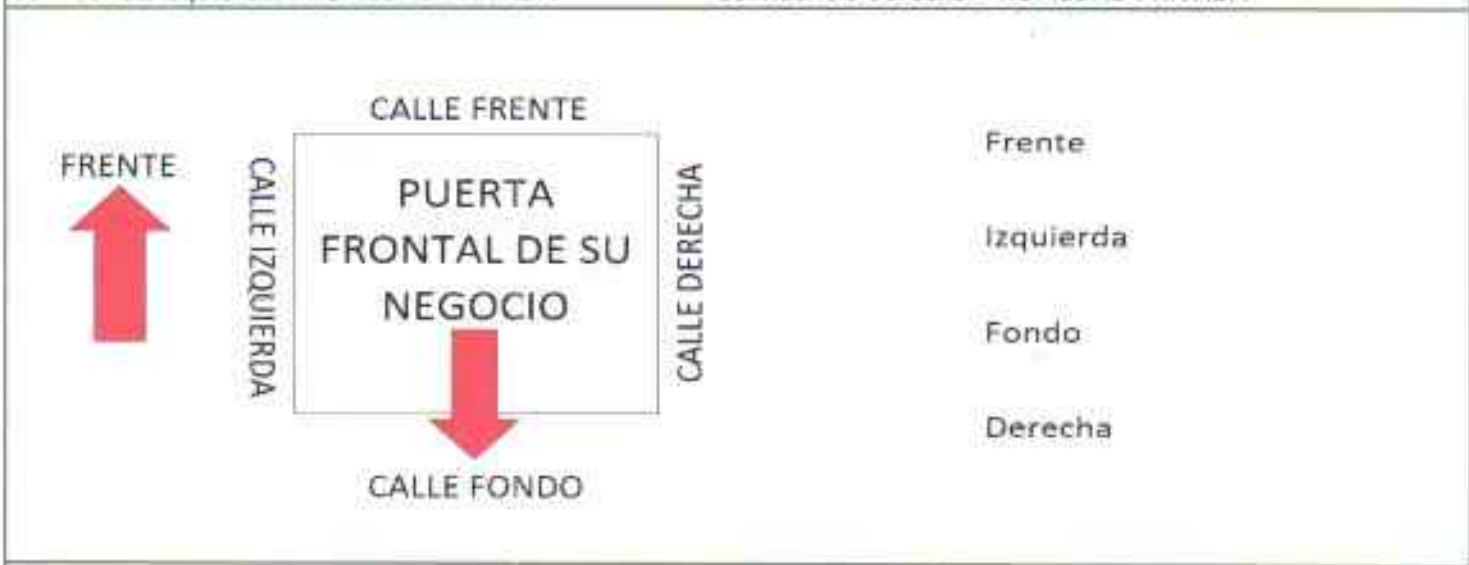 CALLE FRENTE
FRENTE
CALLE IZQUIERDA
PUERTA
FRONTAL DE SU
NEGOCIO
CALLE DERECHA
CALLE FONDO
Frente
Izquierda
Fondo
Derecha